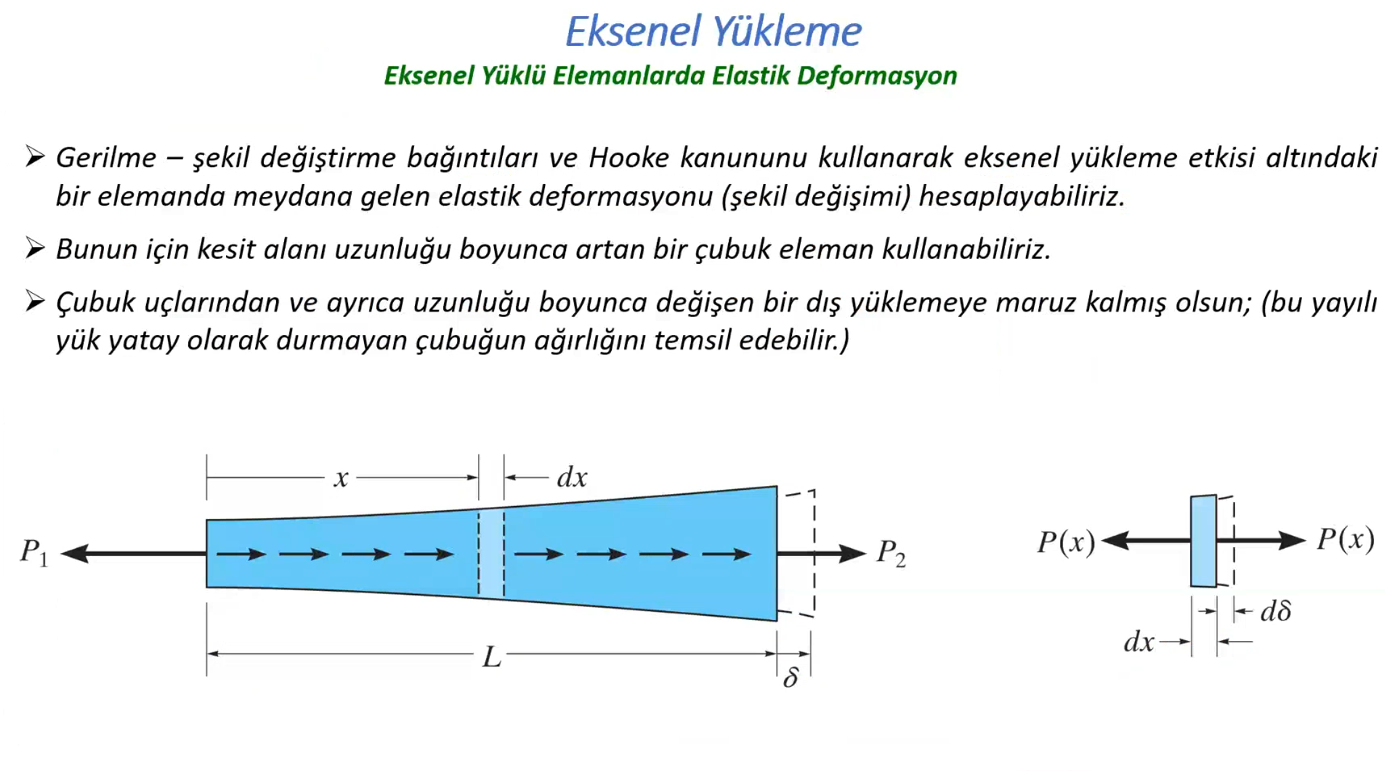 Eksenel Yükleme
Eksenel Yüklü Elemanlarda Elastik Deformasyon
➢ Gerilme – şekil değiştirme bağıntıları ve Hooke kanununu kullanarak eksenel yükleme etkisi altındaki
bir elemanda meydana gelen elastik deformasyonu (şekil değişimi) hesaplayabiliriz.
➢ Bunun için kesit alanı uzunluğu boyunca artan bir çubuk eleman kullanabiliriz.
➢ Çubuk uçlarından ve ayrıca uzunluğu boyunca değişen bir dış yüklemeye maruz kalmış olsun; (bu yayılı
yük yatay olarak durmayan çubuğun ağırlığını temsil edebilir.)
x dx
P₁ P₂ P(x) P(x)
dδ
dx
L
δ